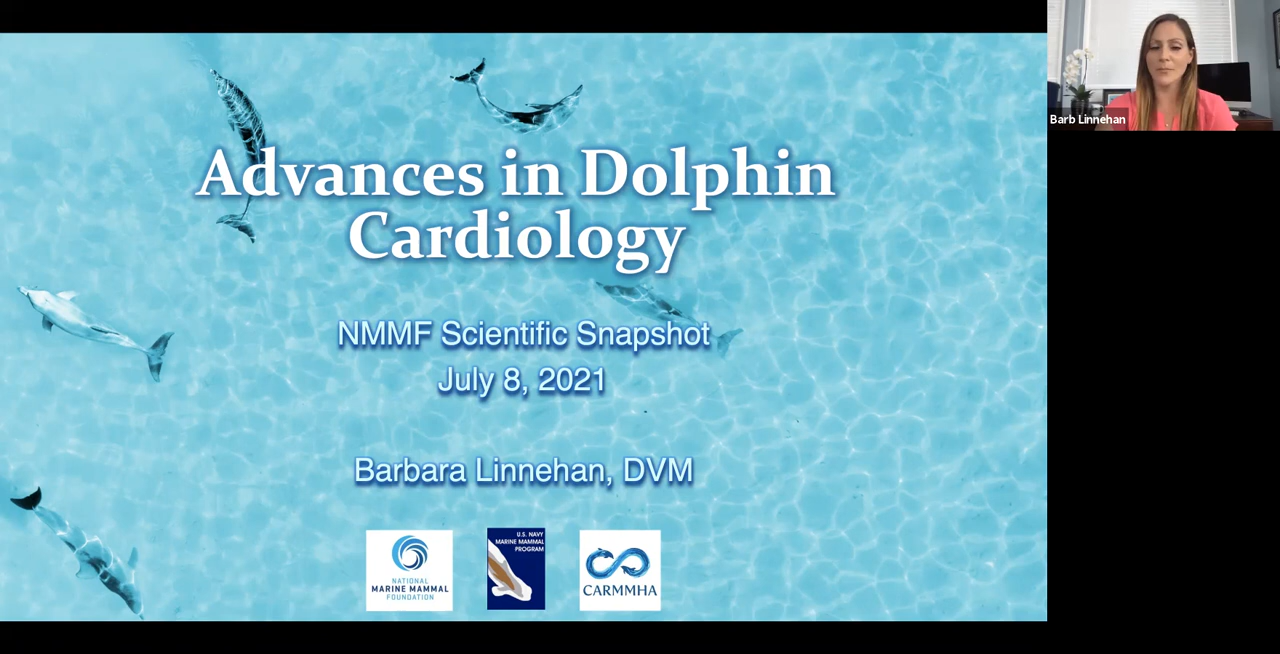 Advances in Dolphin
Cardiology
NMMF Scientific Snapshot
July 8, 2021
Barbara Linnehan, DVM
NATIONAL
MARINE MAMMAL
FOUNDATION
U.S. NAVY
MARINE MAMMAL
PROGRAM
CARMMHA
Barb Linnehan